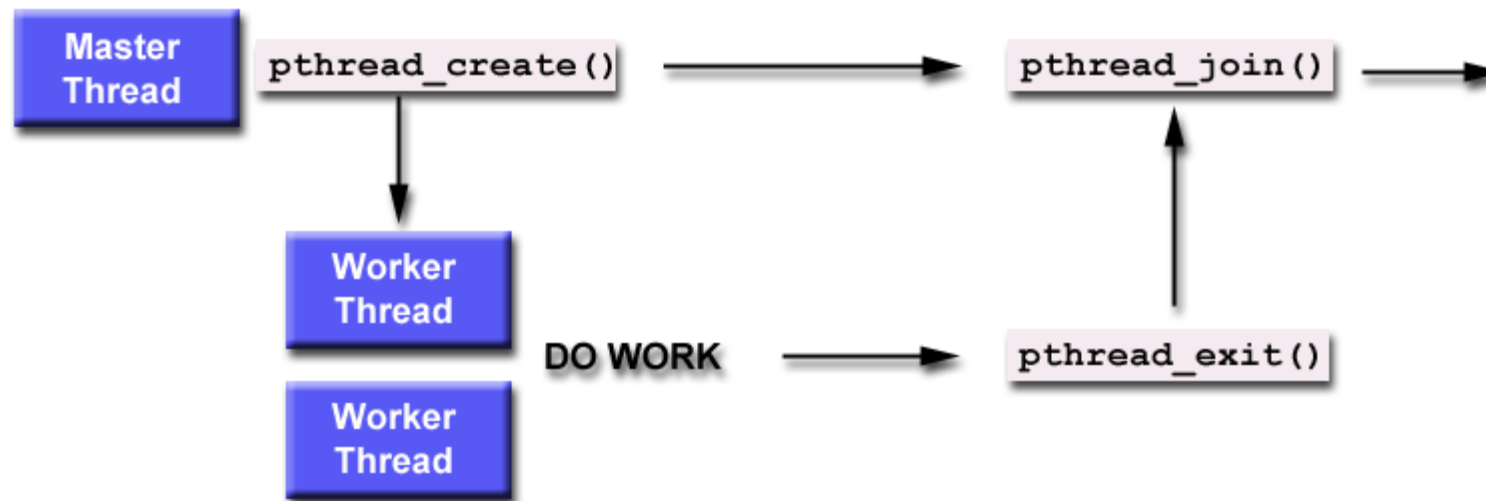 Master
Thread
pthread_create()
pthread_join()
Worker
Thread
DO WORK
pthread_exit()
Worker
Thread